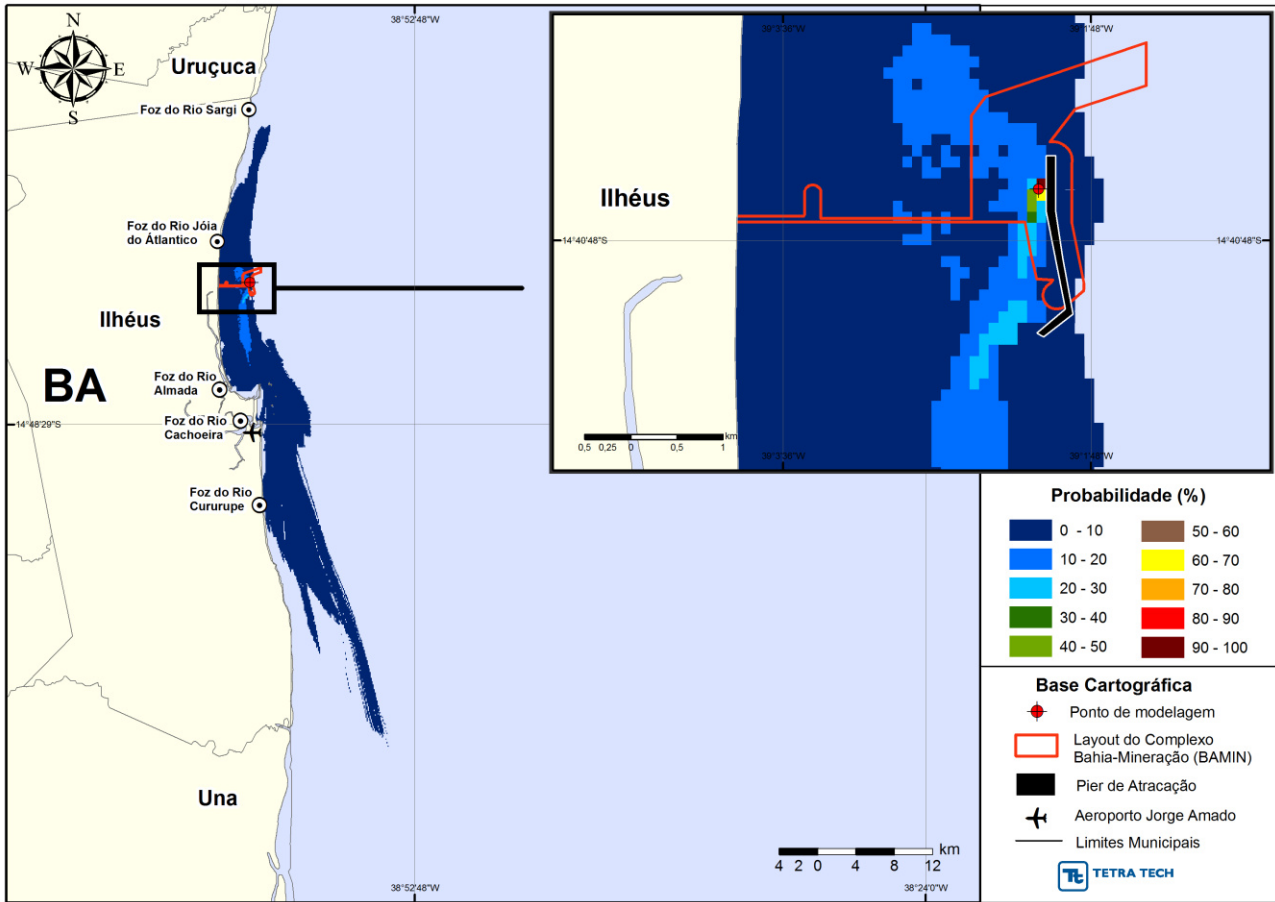 38°52'48"W
N
W
E
S
Uruçuca
Foz do Rio Sargi
Foz do Rio Jóia
do Átlantico
Ilhéus
BA
Foz do Rio
Almada
Foz do Rio
Cachoeira
14°48'29"S
Foz do Rio
Cururupe
Una
4 2 0 4 8 12 km
38°52'48"W
38°24'0"W
39°3'36"W
39°1'48"W
Ilhéus
14°40'48"S
14°40'48"S
0,5 0,25 0 0,5 1 km
39°3'36"W
39°1'48"W
Probabilidade (%)
0 - 10
10 - 20
20 - 30
30 - 40
40 - 50
50 - 60
60 - 70
70 - 80
80 - 90
90 - 100
Base Cartográfica
Ponto de modelagem
Layout do Complexo
Bahia-Mineração (BAMIN)
Pier de Atracação
Aeroporto Jorge Amado
Limites Municipais
Tt TETRA TECH